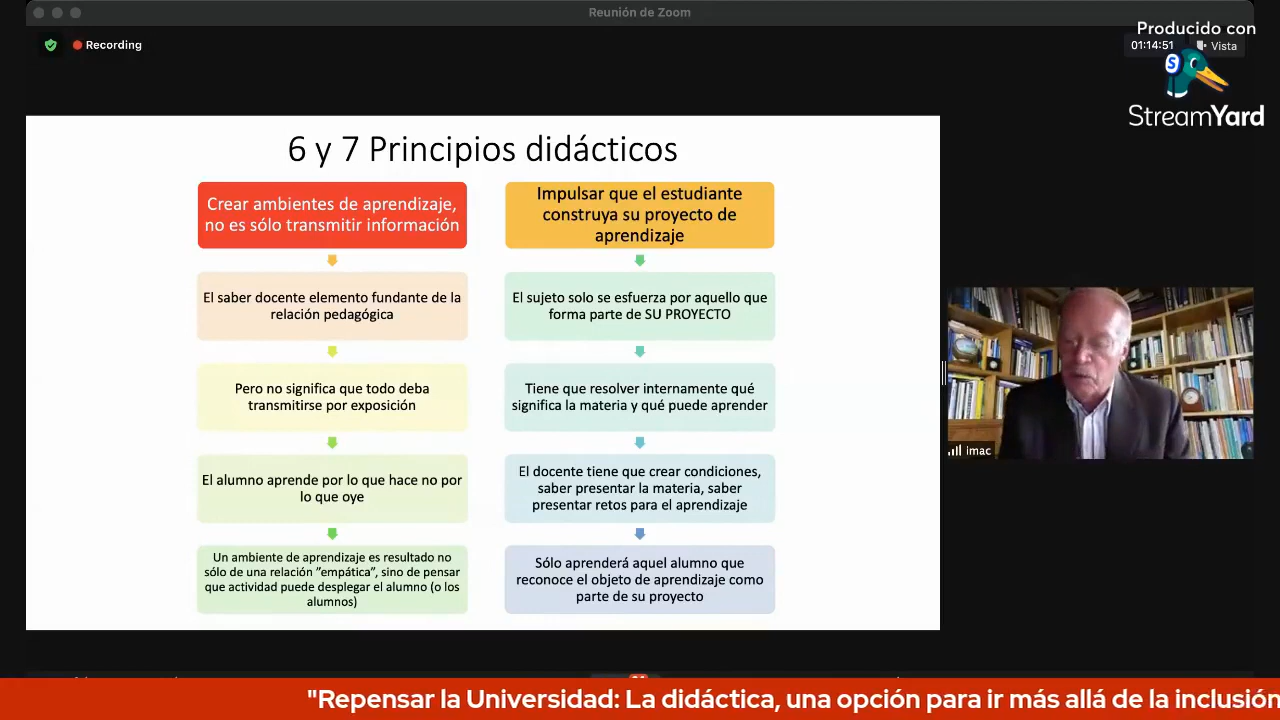 Reunión de Zoom
Recording
Producido con
01:14:51
Vista
S
StreamYard
6 y 7 Principios didácticos
Crear ambientes de aprendizaje,
no es sólo transmitir información
El saber docente elemento fundante de la
relación pedagógica
Pero no significa que todo deba
transmitirse por exposición
El alumno aprende por lo que hace no por
lo que oye
Un ambiente de aprendizaje es resultado no
sólo de una relación ”empática”, sino de pensar
que actividad puede desplegar el alumno (o los
alumnos)
Impulsar que el estudiante
construya su proyecto de
aprendizaje
El sujeto solo se esfuerza por aquello que
forma parte de SU PROYECTO
Tiene que resolver internamente qué
significa la materia y qué puede aprender
El docente tiene que crear condiciones,
saber presentar la materia, saber
presentar retos para el aprendizaje
Sólo aprenderá aquel alumno que
reconoce el objeto de aprendizaje como
parte de su proyecto
imac
"Repensar la Universidad: La didáctica, una opción para ir más allá de la inclusión